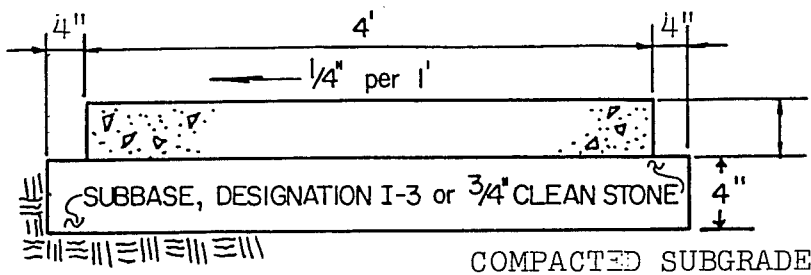 4" 4' 4"
1/4" per 1'
SUBBASE, DESIGNATION I-3 or 3/4" CLEAN STONE 4"
COMPACTED SUBGRADE